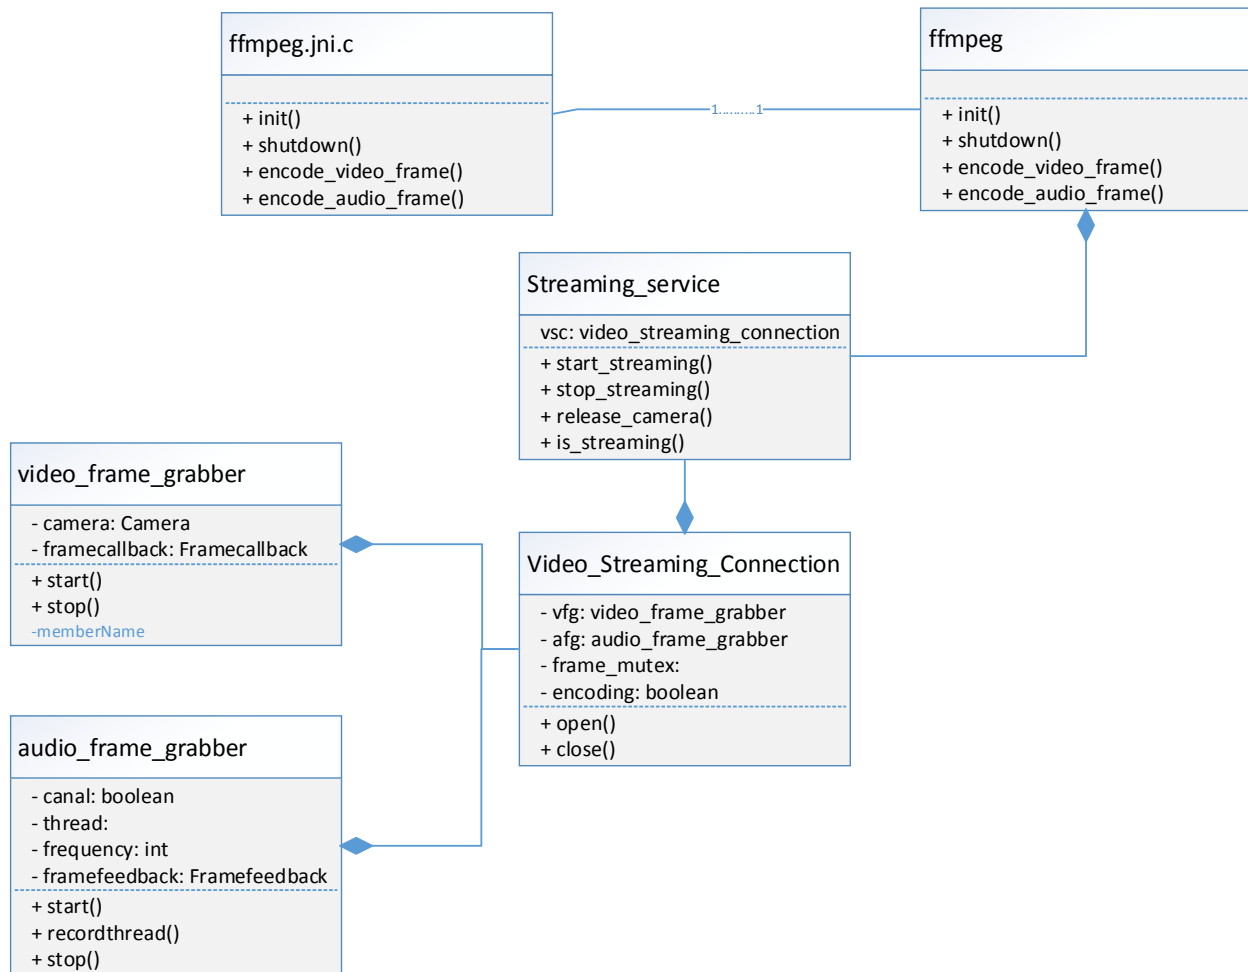 ffmpeg.jni.c
+ init()
+ shutdown()
+ encode_video_frame()
+ encode_audio_frame()
1..........1
ffmpeg
+ init()
+ shutdown()
+ encode_video_frame()
+ encode_audio_frame()
Streaming_service
vsc: video_streaming_connection
+ start_streaming()
+ stop_streaming()
+ release_camera()
+ is_streaming()
video_frame_grabber
- camera: Camera
- framecallback: Framecallback
+ start()
+ stop()
-memberName
Video_Streaming_Connection
- vfg: video_frame_grabber
- afg: audio_frame_grabber
- frame_mutex:
- encoding: boolean
+ open()
+ close()
audio_frame_grabber
- canal: boolean
- thread:
- frequency: int
- framefeedback: Framefeedback
+ start()
+ recordthread()
+ stop()